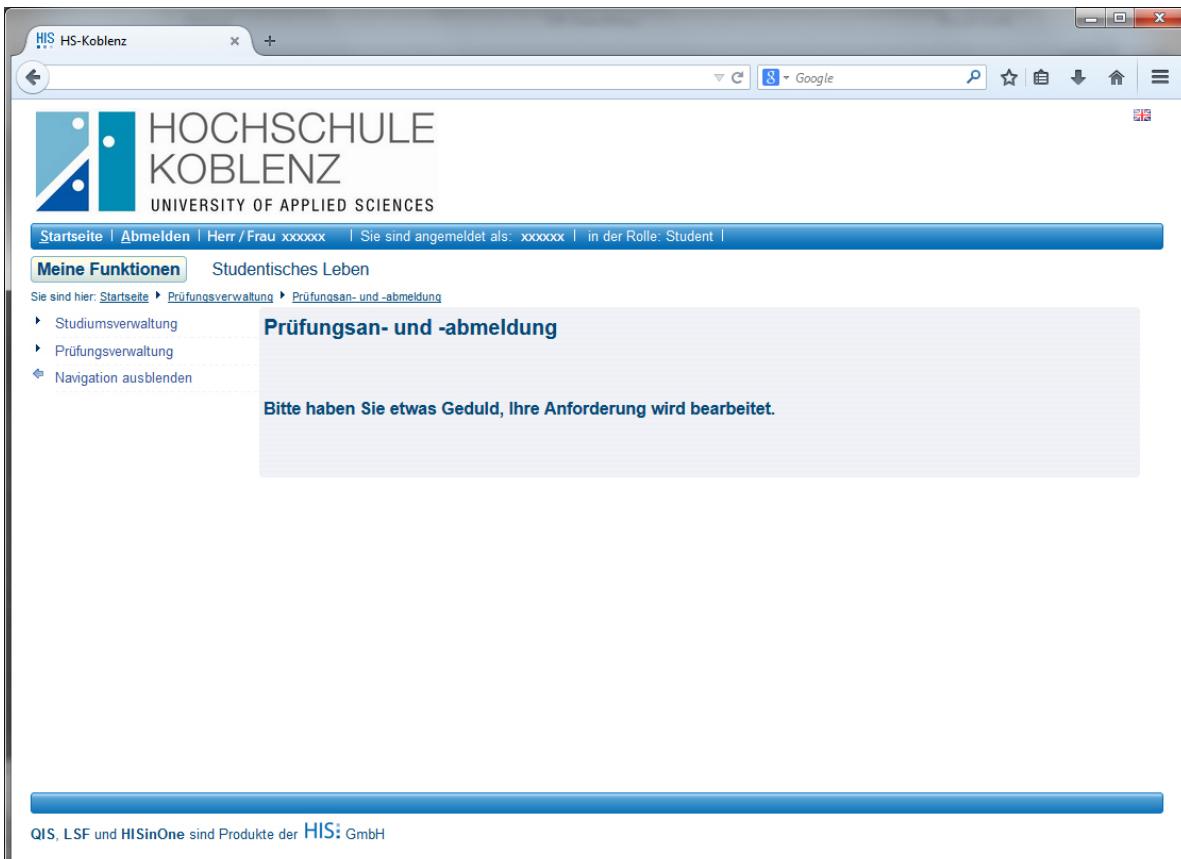 HIS HS-Koblenz
8 Google
HOCHSCHULE
KOBLENZ
UNIVERSITY OF APPLIED SCIENCES
Startseite | Abmelden | Herr / Frau xxxxxx | Sie sind angemeldet als: xxxxxx | in der Rolle: Student |
Meine Funktionen Studentisches Leben
Sie sind hier: Startseite Prüfungsverwaltung Prüfungsan- und -abmeldung
Studiumsverwaltung
Prüfungsverwaltung
Navigation ausblenden
Prüfungsan- und -abmeldung
Bitte haben Sie etwas Geduld, Ihre Anforderung wird bearbeitet.
QIS, LSF und HISinOne sind Produkte der HIS: GmbH